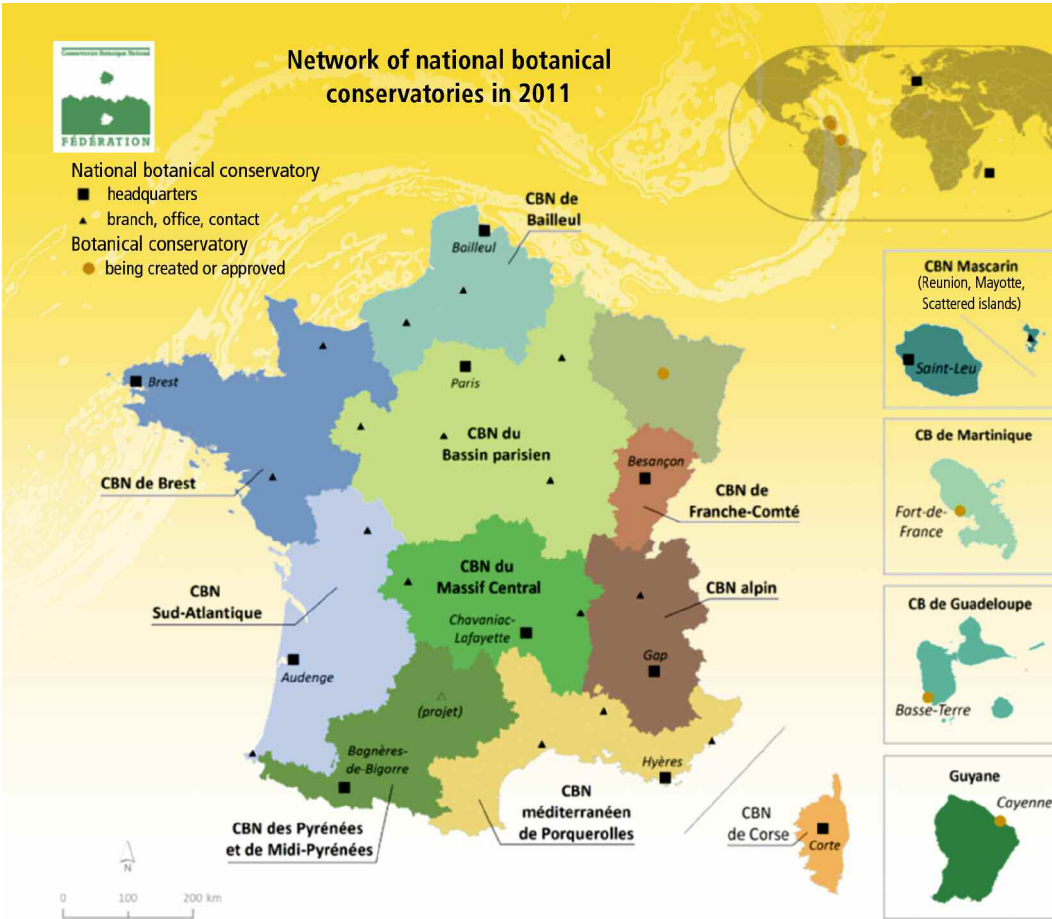 Network of national botanical
conservatories in 2011
Conservatoire Botanique National
FÉDÉRATION
National botanical conservatory
headquarters
branch, office, contact
Botanical conservatory
being created or approved
CBN de
Bailleul
Bailleul
CBN Mascarin
(Reunion, Mayotte,
Scattered islands)
Saint-Leu
Brest
Paris
CBN du
Bassin parisien
CB de Martinique
Fort-de-
France
Besançon
CBN de Brest
CBN de
Franche-Comté
CBN du
Massif Central
CBN alpin
CBN
Sud-Atlantique
Chavaniac-
Lafayette
CB de Guadeloupe
Basse-Terre
Gap
Audenge
(projet)
Bagnères-
de-Bigorre
Hyères
CBN
méditerranéen
de Porquerolles
CBN des Pyrénées
et de Midi-Pyrénées
CBN
de Corse
Corte
Guyane
Cayenne
N
0 100 200 km